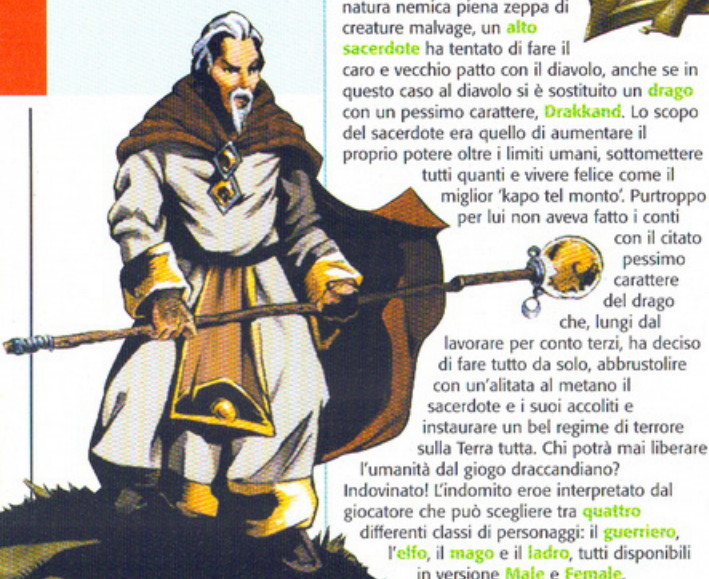 natura nemica piena zeppa di
creature malvage, un alto
sacerdote ha tentato di fare il
caro e vecchio patto con il diavolo, anche se in
questo caso al diavolo si è sostituito un drago
con un pessimo carattere, Drakkand. Lo scopo
del sacerdote era quello di aumentare il
proprio potere oltre i limiti umani, sottomettere
tutti quanti e vivere felice come il
miglior 'kapo tel monto'. Purtroppo
per lui non aveva fatto i conti
con il citato
pessimo
carattere
del drago
che, lungi dal
lavorare per conto terzi, ha deciso
di fare tutto da solo, abbrustolire
con un'alitata al metano il
sacerdote e i suoi accoliti e
instaurare un bel regime di terrore
sulla Terra tutta. Chi potrà mai liberare
l'umanità dal giogo draccandiano?
Indovinato! L'indomito eroe interpretato dal
giocatore che può scegliere tra quattro
differenti classi di personaggi: il guerriero,
l'elfo, il mago e il ladro, tutti disponibili
in versione Male e Female.